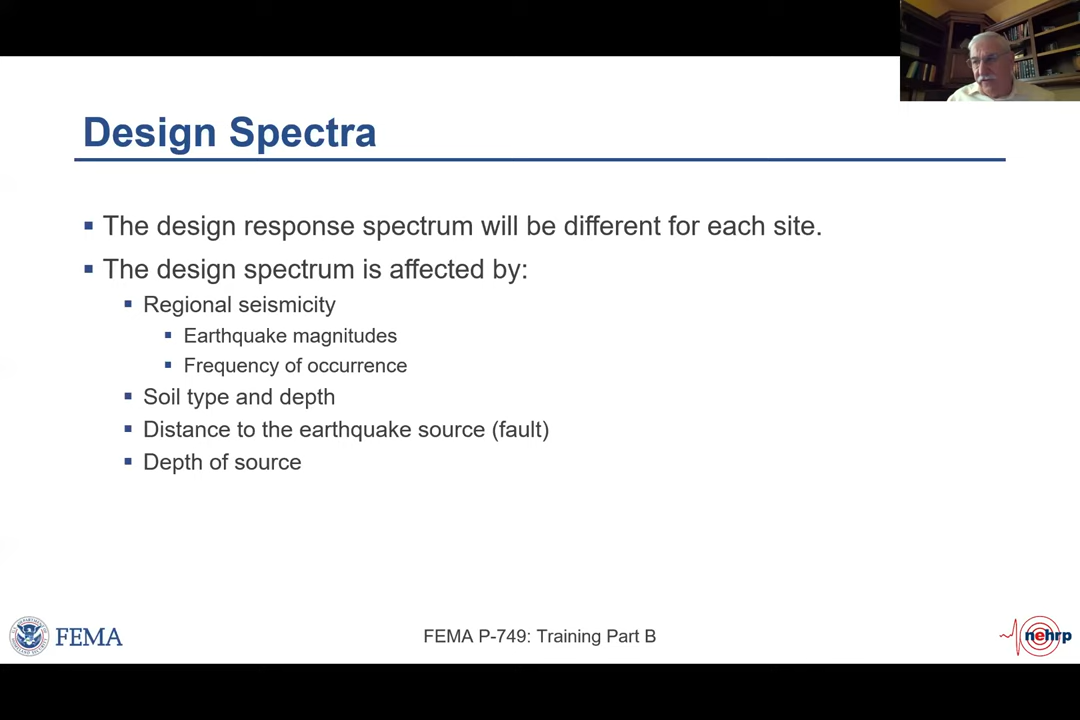 Design Spectra
The design response spectrum will be different for each site.
The design spectrum is affected by:
Regional seismicity
Earthquake magnitudes
Frequency of occurrence
Soil type and depth
Distance to the earthquake source (fault)
Depth of source
FEMA
FEMA P-749: Training Part B
nehrp